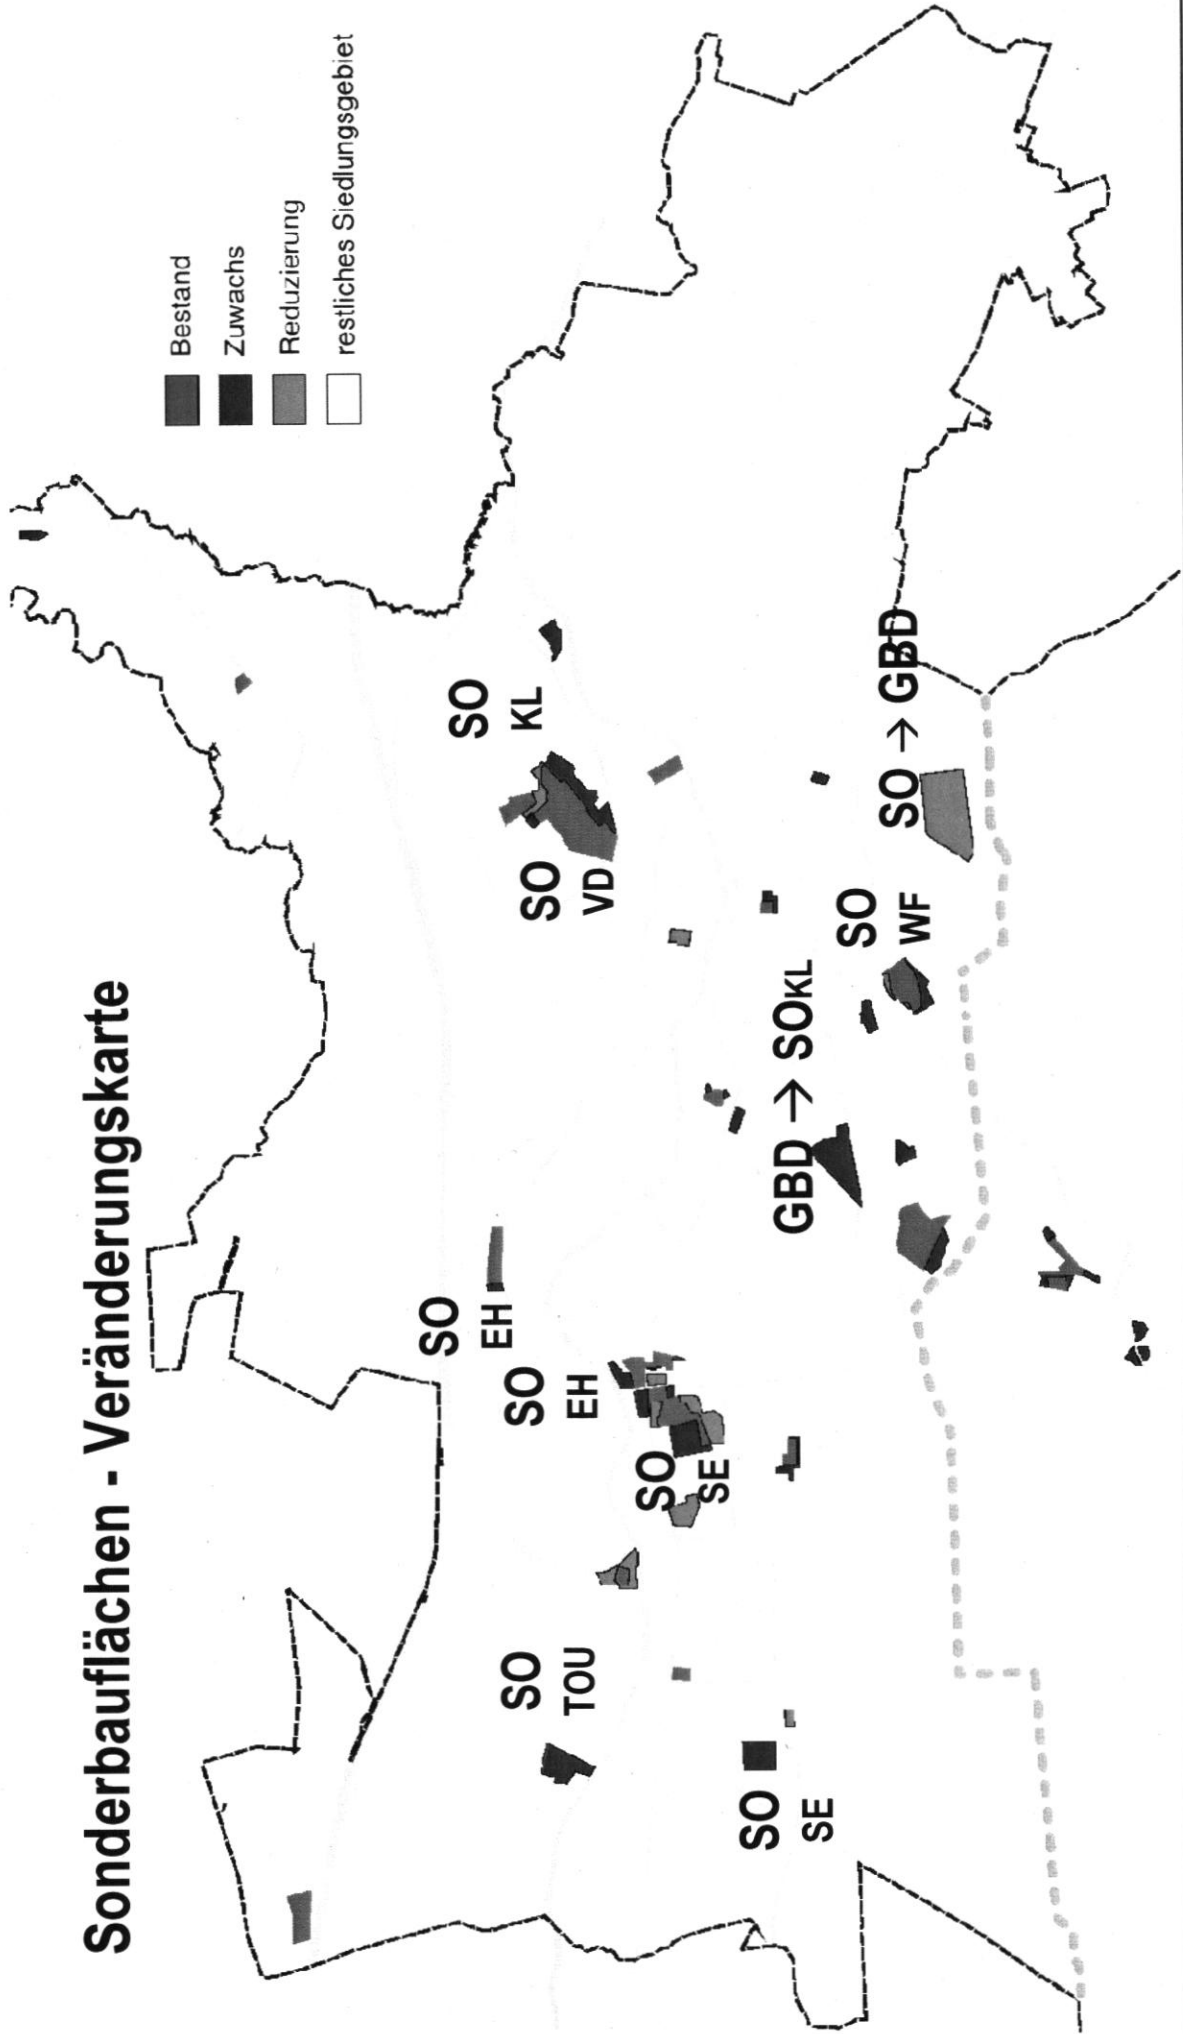 Sonderbauflächen - Veränderungskarte
Bestand
Zuwachs
Reduzierung
restliches Siedlungsgebiet
SO
EH
SO
EH
SO
KL
SO
VD
SO
TOU
SO
SE
SO
SE
GBD → SOKL
SO
WF
SO → GBD